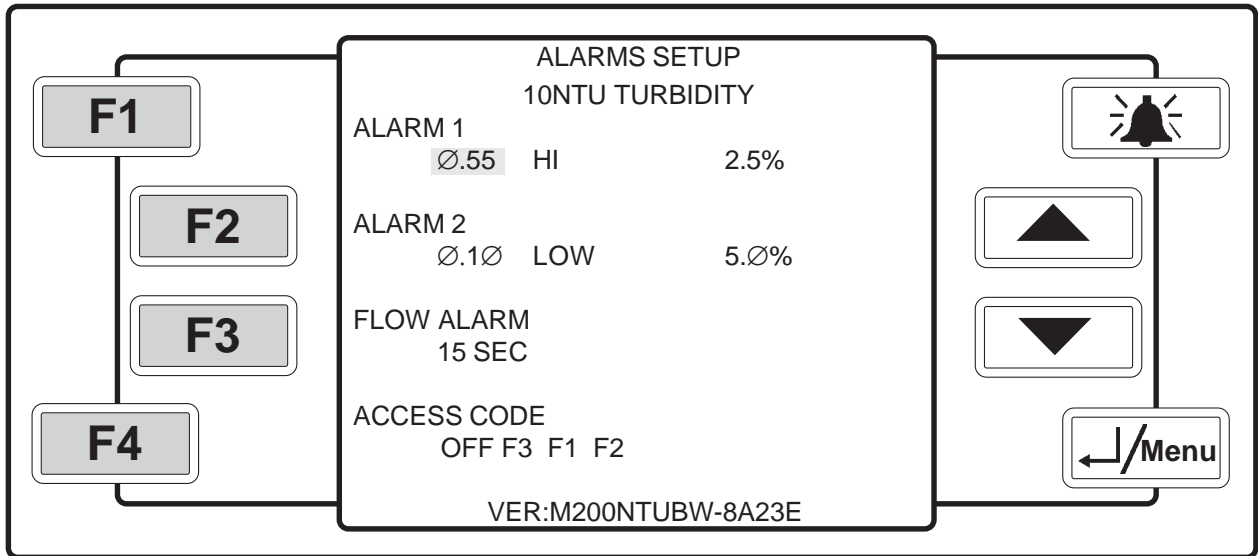 ALARMS SETUP
10NTU TURBIDITY
F1
ALARM 1
∅.55 HI 2.5%
F2
ALARM 2
∅.1∅ LOW 5.∅%
F3
FLOW ALARM
15 SEC
F4
ACCESS CODE
OFF F3 F1 F2
/Menu
VER:M200NTUBW-8A23E